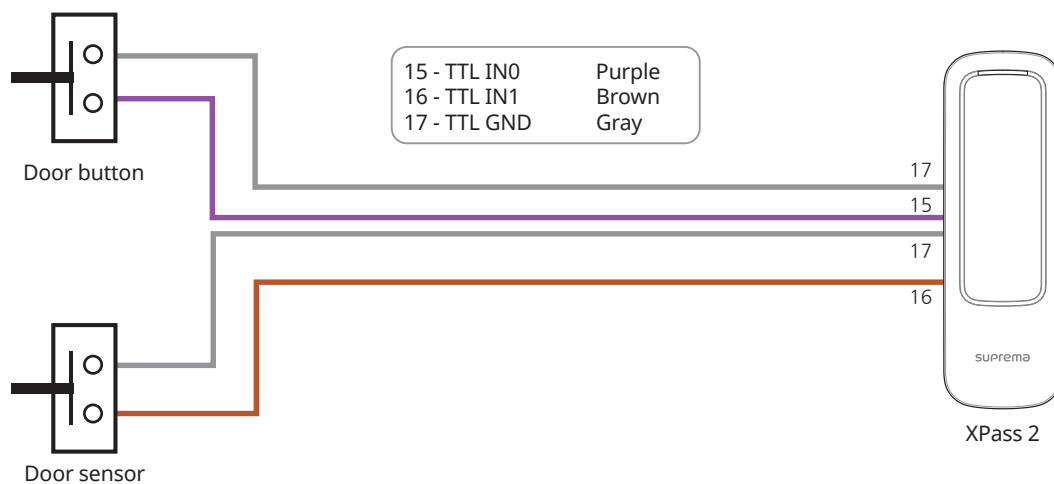 15 - TTL IN0 Purple
16 - TTL IN1 Brown
17 - TTL GND Gray
Door button
17
15
17
16
suprema
XPass 2
Door sensor